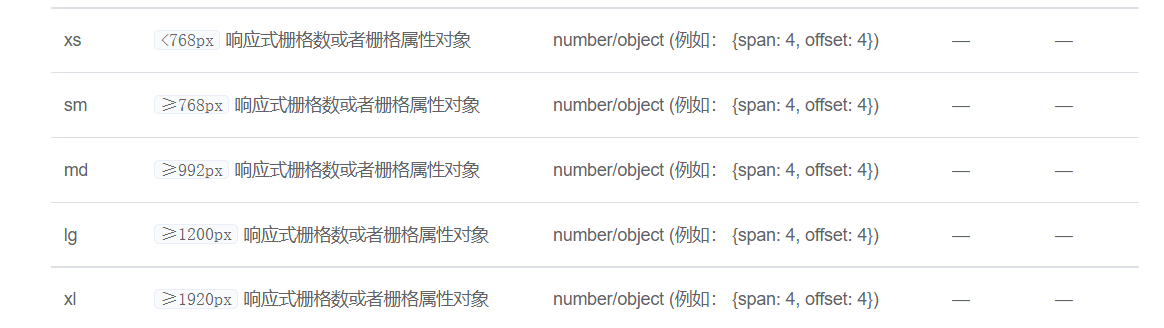 xs <768px 响应式栅格数或者栅格属性对象 number/object (例如： {span: 4, offset: 4}) — —
sm ≥768px 响应式栅格数或者栅格属性对象 number/object (例如： {span: 4, offset: 4}) — —
md ≥992px 响应式栅格数或者栅格属性对象 number/object (例如： {span: 4, offset: 4}) — —
lg ≥1200px 响应式栅格数或者栅格属性对象 number/object (例如： {span: 4, offset: 4}) — —
xl ≥1920px 响应式栅格数或者栅格属性对象 number/object (例如： {span: 4, offset: 4}) — —